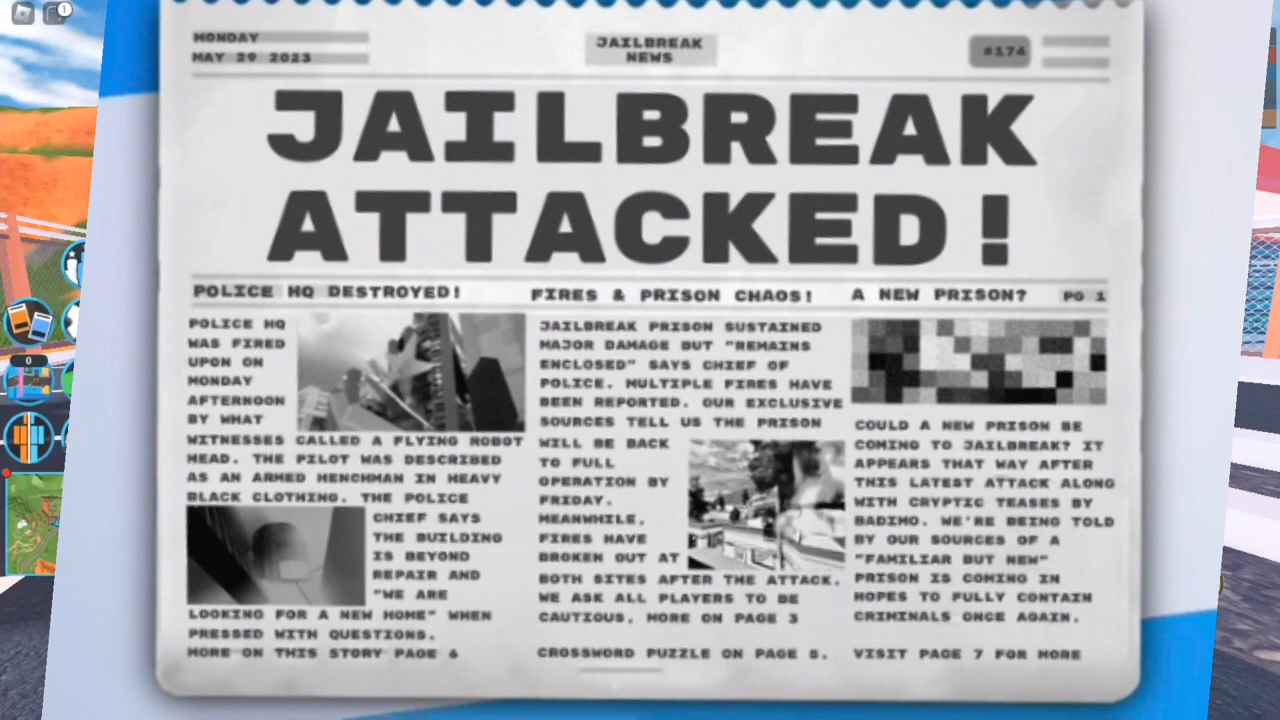 1
MONDAY
MAY 29 2023
JAILBREAK
NEWS
#174
JAILBREAK
ATTACKED!
POLICE HQ DESTROYED!
POLICE HQ
WAS FIRED
UPON ON
MONDAY
AFTERNOON
BY WHAT
WITNESSES CALLED A FLYING ROBOT
HEAD. THE PILOT WAS DESCRIBED
AS AN ARMED HENCHMAN IN HEAVY
BLACK CLOTHING. THE POLICE
CHIEF SAYS
THE BUILDING
IS BEYOND
REPAIR AND
"WE ARE
LOOKING FOR A NEW HOME" WHEN
PRESSED WITH QUESTIONS.
MORE ON THIS STORY PAGE 6
FIRES & PRISON CHAOS!
JAILBREAK PRISON SUSTAINED
MAJOR DAMAGE BUT "REMAINS
ENCLOSED" SAYS CHIEF OF
POLICE. MULTIPLE FIRES HAVE
BEEN REPORTED. OUR EXCLUSIVE
SOURCES TELL US THE PRISON
WILL BE BACK
TO FULL
OPERATION BY
FRIDAY.
MEANWHILE,
FIRES HAVE
BROKEN OUT AT
BOTH SITES AFTER THE ATTACK.
WE ASK ALL PLAYERS TO BE
CAUTIOUS, MORE ON PAGE 3
CROSSWORD PUZZLE ON PAGE 5.
A NEW PRISON?
PG 1
COULD A NEW PRISON BE
COMING TO JAILBREAK? IT
APPEARS THAT WAY AFTER
THIS LATEST ATTACK ALONG
WITH CRYPTIC TEASES BY
BADIMO. WE'RE BEING TOLD
BY OUR SOURCES OF A
"FAMILIAR BUT NEW"
PRISON IS COMING IN
HOPES TO FULLY CONTAIN
CRIMINALS ONCE AGAIN.
VISIT PAGE 7 FOR MORE
0